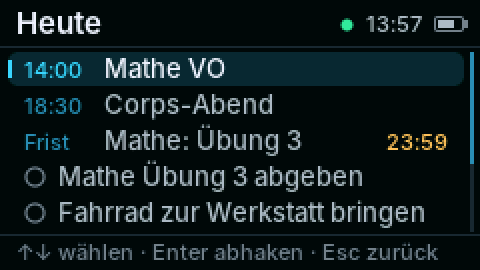 Heute 13:57
14:00 Mathe VO
18:30 Corps-Abend
Frist Mathe: Übung 3 23:59
Mathe Übung 3 abgeben
Fahrrad zur Werkstatt bringen
↑↓ wählen · Enter abhaken · Esc zurück